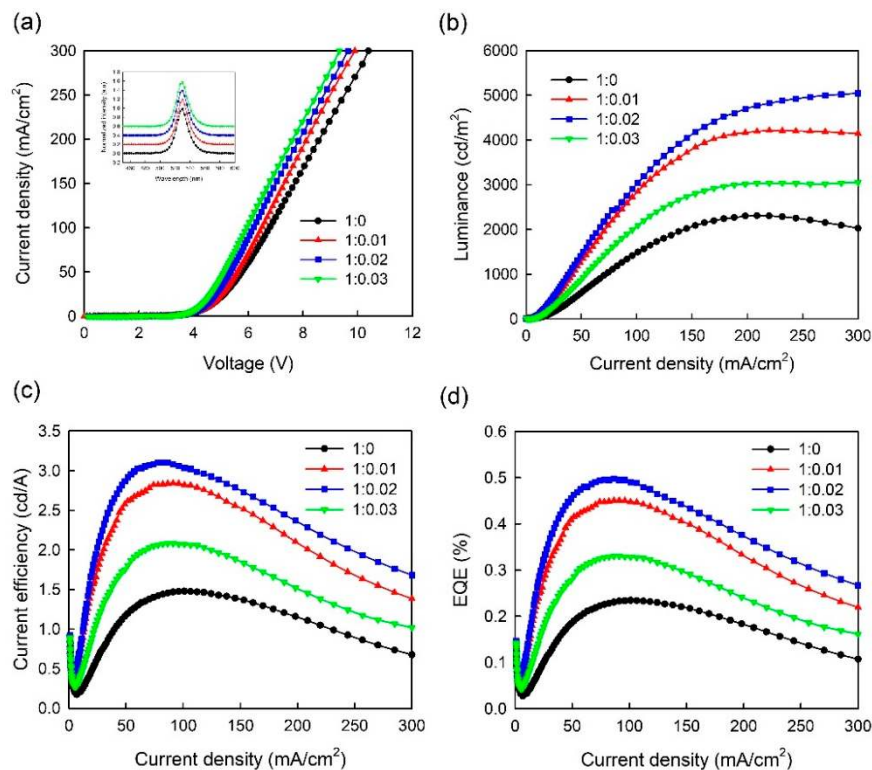 (a)
300
250
200
150
100
50
0
0 2 4 6 8 10 12
Current density (mA/cm²)
Voltage (V)
Normalized Intensity (a.u.)
Wavelength (nm)
1:0
1:0.01
1:0.02
1:0.03
(b)
6000
5000
4000
3000
2000
1000
0
0 50 100 150 200 250 300
Luminance (cd/m²)
Current density (mA/cm²)
1:0
1:0.01
1:0.02
1:0.03
(c)
3.5
3.0
2.5
2.0
1.5
1.0
0.5
0.0
0 50 100 150 200 250 300
Current efficiency (cd/A)
Current density (mA/cm²)
1:0
1:0.01
1:0.02
1:0.03
(d)
0.6
0.5
0.4
0.3
0.2
0.1
0.0
0 50 100 150 200 250 300
EQE (%)
Current density (mA/cm²)
1:0
1:0.01
1:0.02
1:0.03